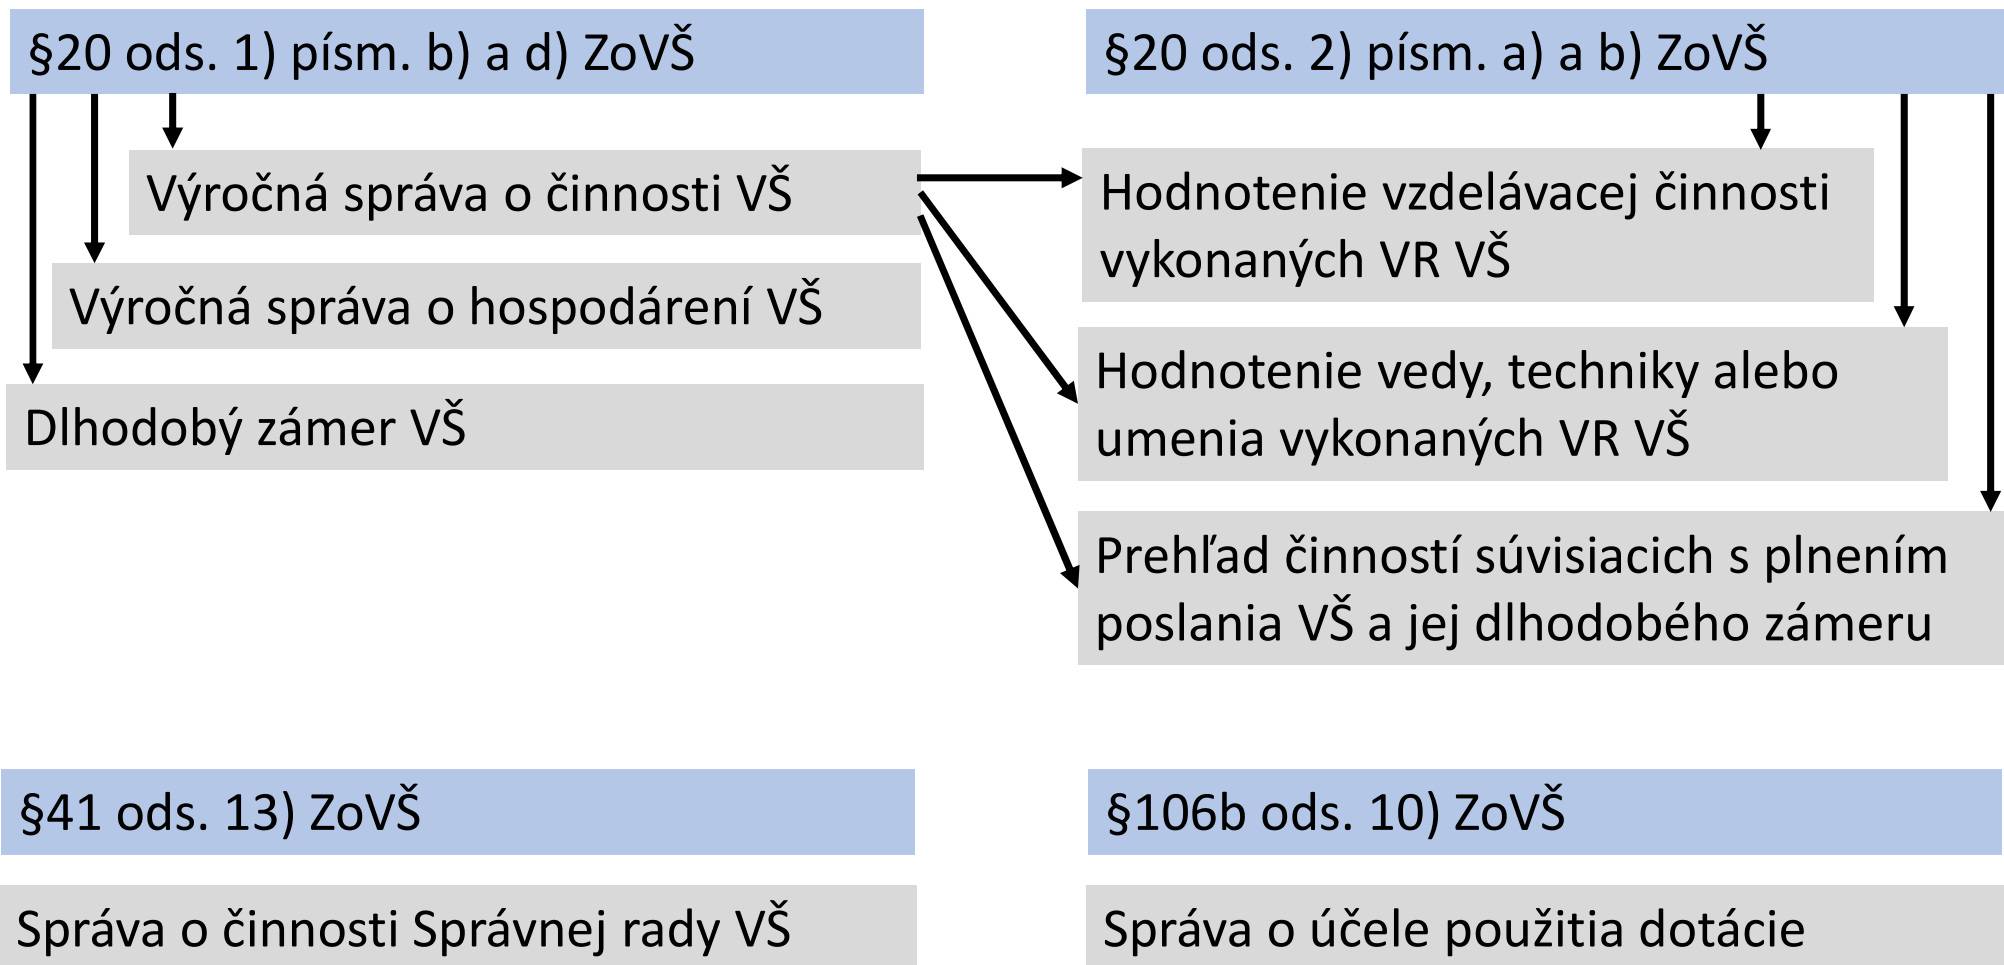 §20 ods. 1) písm. b) a d) ZoVŠ
Výročná správa o činnosti VŠ
Výročná správa o hospodárení VŠ
Dlhodobý zámer VŠ
§20 ods. 2) písm. a) a b) ZoVŠ
Hodnotenie vzdelávacej činnosti
vykonaných VR VŠ
Hodnotenie vedy, techniky alebo
umenia vykonaných VR VŠ
Prehľad činností súvisiacich s plnením
poslania VŠ a jej dlhodobého zámeru
§41 ods. 13) ZoVŠ
Správa o činnosti Správnej rady VŠ
§106b ods. 10) ZoVŠ
Správa o účele použitia dotácie